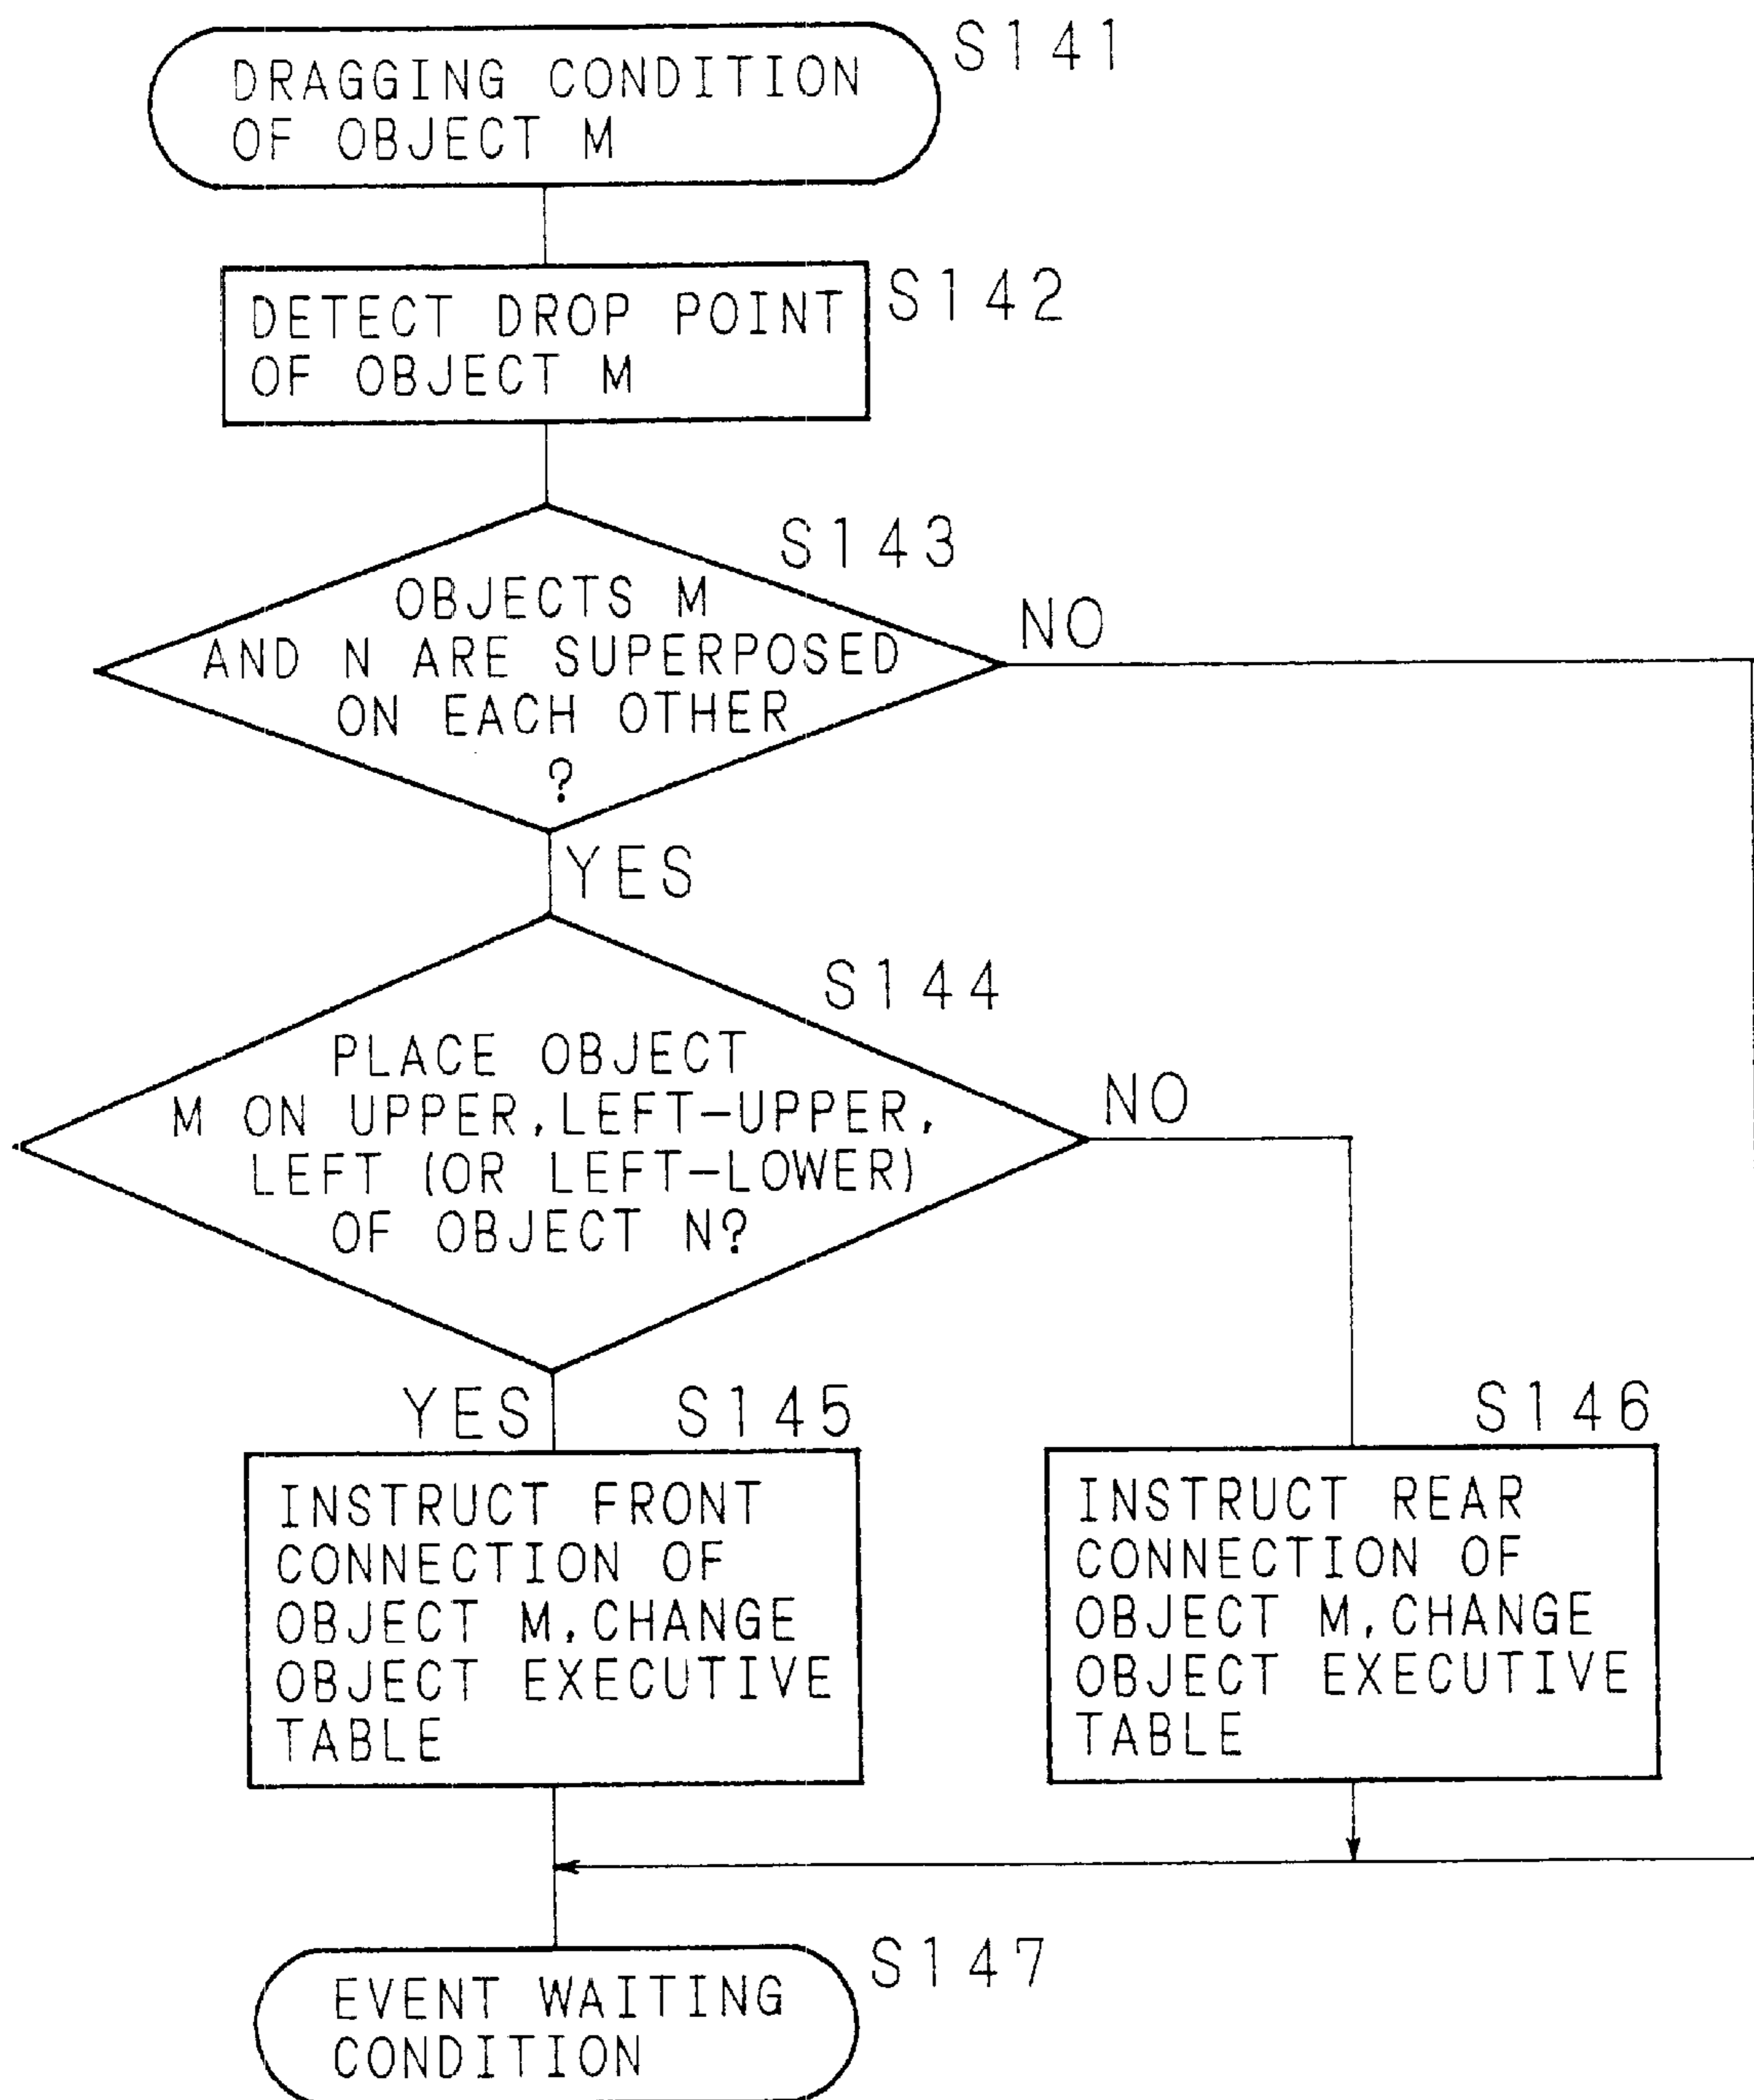 S141
DRAGGING CONDITION
OF OBJECT M
S142
DETECT DROP POINT
OF OBJECT M
S143
OBJECTS M
AND N ARE SUPERPOSED
ON EACH OTHER
?
NO
YES
S144
PLACE OBJECT
M ON UPPER,LEFT-UPPER,
LEFT (OR LEFT-LOWER)
OF OBJECT N?
NO
YES
S145
INSTRUCT FRONT
CONNECTION OF
OBJECT M,CHANGE
OBJECT EXECUTIVE
TABLE
S146
INSTRUCT REAR
CONNECTION OF
OBJECT M,CHANGE
OBJECT EXECUTIVE
TABLE
S147
EVENT WAITING
CONDITION